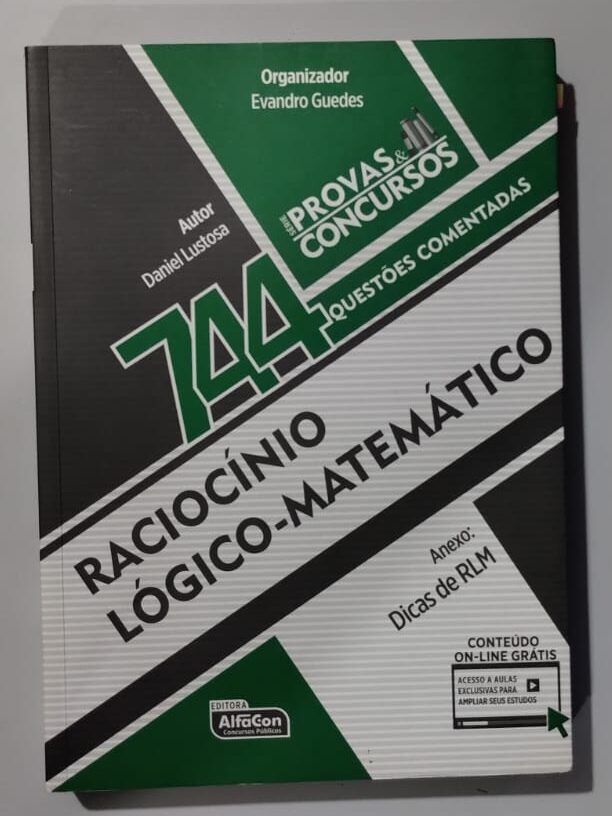 Organizador
Evandro Guedes
Autor
Daniel Lustosa
SÉRIE
PROVAS &
CONCURSOS
744
QUESTÕES COMENTADAS
RACIOCÍNIO
LÓGICO-MATEMÁTICO
Anexo:
Dicas de RLM
CONTEÚDO
ON-LINE GRÁTIS
ACESSO A AULAS
EXCLUSIVAS PARA
AMPLIAR SEUS ESTUDOS
EDITORA
AlfaCon
Concursos Públicos